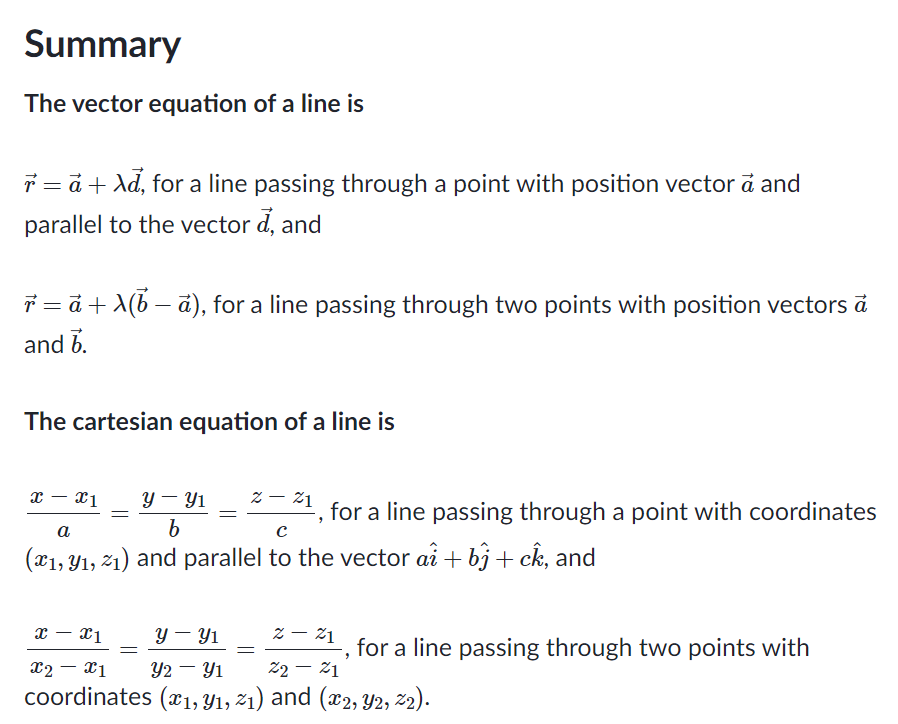 Summary
The vector equation of a line is
$\vec{r} = \vec{a} + \lambda\vec{d}$, for a line passing through a point with position vector $\vec{a}$ and
parallel to the vector $\vec{d}$, and
$\vec{r} = \vec{a} + \lambda(\vec{b} - \vec{a})$, for a line passing through two points with position vectors $\vec{a}$
and $\vec{b}$.
The cartesian equation of a line is
$\frac{x - x_1}{a} = \frac{y - y_1}{b} = \frac{z - z_1}{c}$, for a line passing through a point with coordinates
$(x_1, y_1, z_1)$ and parallel to the vector $a\hat{i} + b\hat{j} + c\hat{k}$, and
$\frac{x - x_1}{x_2 - x_1} = \frac{y - y_1}{y_2 - y_1} = \frac{z - z_1}{z_2 - z_1}$, for a line passing through two points with
coordinates $(x_1, y_1, z_1)$ and $(x_2, y_2, z_2)$.